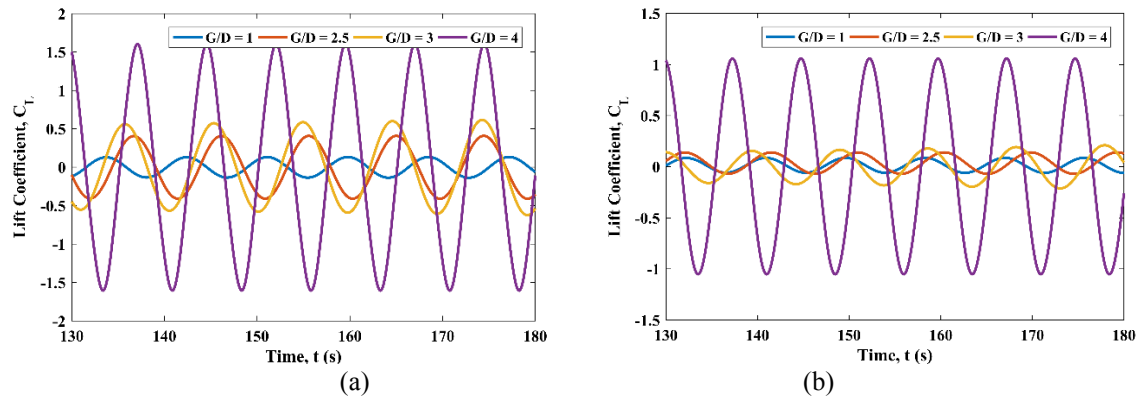 G/D = 1 G/D = 2.5 G/D = 3 G/D = 4
2
1.5
1
0.5
0
-0.5
-1
-1.5
-2
Lift Coefficient, C_L
130 140 150 160 170 180
Time, t (s)
(a)
G/D = 1 G/D = 2.5 G/D = 3 G/D = 4
1.5
1
0.5
0
-0.5
-1
-1.5
Lift Coefficient, C_L
130 140 150 160 170 180
Time, t (s)
(b)